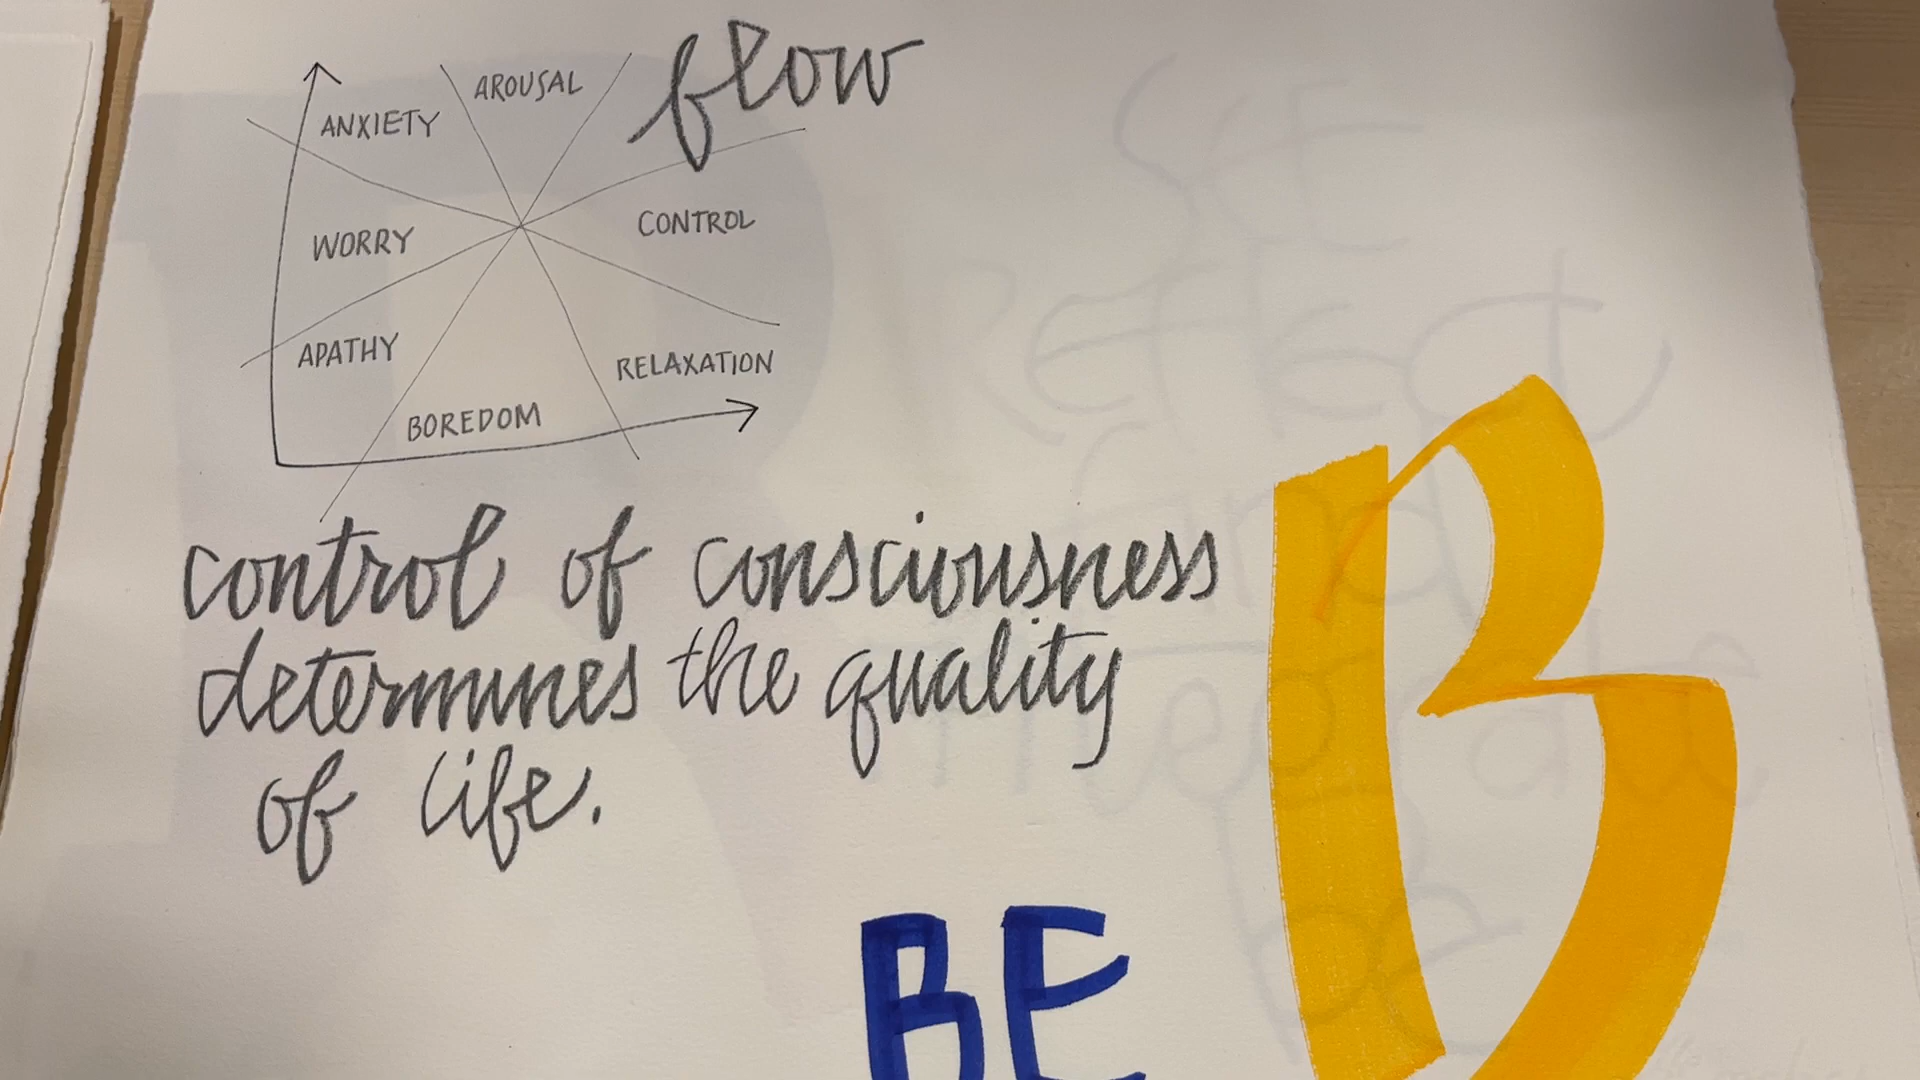 AROUSAL
flow
ANXIETY
CONTROL
WORRY
APATHY
RELAXATION
BOREDOM
control of consciousness
determines the quality
of life.
B
BE